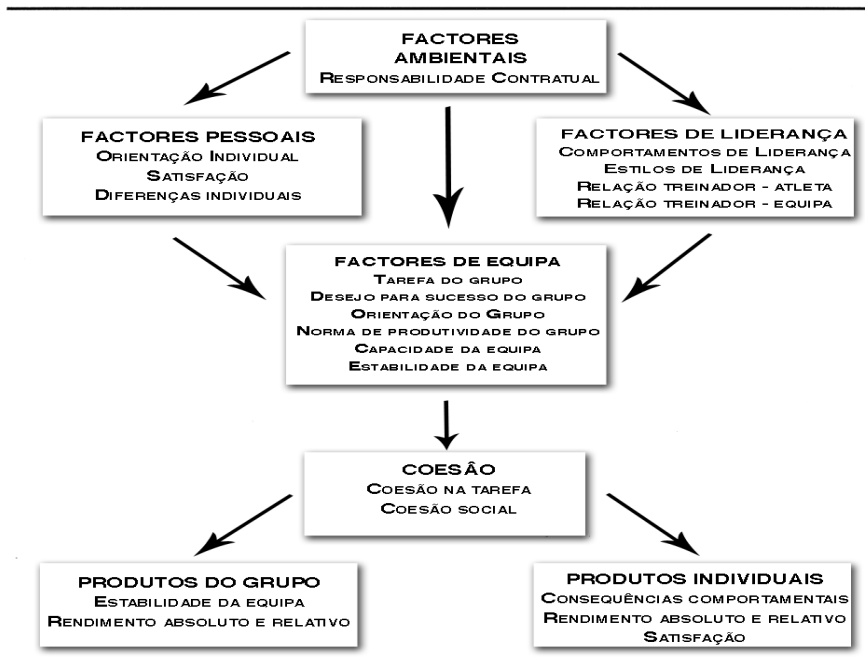 FACTORES
AMBIENTAIS
RESPONSABILIDADE CONTRATUAL
FACTORES PESSOAIS
ORIENTAÇÃO INDIVIDUAL
SATISFAÇÃO
DIFERENÇAS INDIVIDUAIS
FACTORES DE LIDERANÇA
COMPORTAMENTOS DE LIDERANÇA
ESTILOS DE LIDERANÇA
RELAÇÃO TREINADOR - ATLETA
RELAÇÃO TREINADOR - EQUIPA
FACTORES DE EQUIPA
TAREFA DO GRUPO
DESEJO PARA SUCESSO DO GRUPO
ORIENTAÇÃO DO GRUPO
NORMA DE PRODUTIVIDADE DO GRUPO
CAPACIDADE DA EQUIPA
ESTABILIDADE DA EQUIPA
COESÂO
COESÃO NA TAREFA
COESÃO SOCIAL
PRODUTOS DO GRUPO
ESTABILIDADE DA EQUIPA
RENDIMENTO ABSOLUTO E RELATIVO
PRODUTOS INDIVIDUAIS
CONSEQUÊNCIAS COMPORTAMENTAIS
RENDIMENTO ABSOLUTO E RELATIVO
SATISFAÇÃO